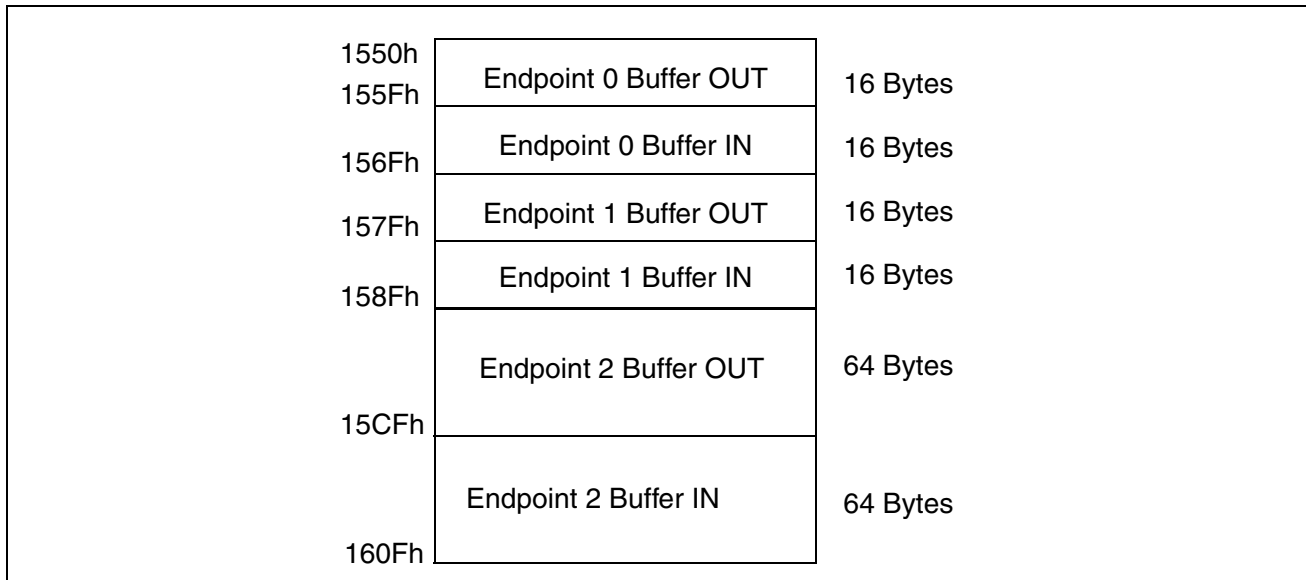 1550h
Endpoint 0 Buffer OUT
16 Bytes
155Fh
Endpoint 0 Buffer IN
16 Bytes
156Fh
Endpoint 1 Buffer OUT
16 Bytes
157Fh
Endpoint 1 Buffer IN
16 Bytes
158Fh
Endpoint 2 Buffer OUT
64 Bytes
15CFh
Endpoint 2 Buffer IN
64 Bytes
160Fh